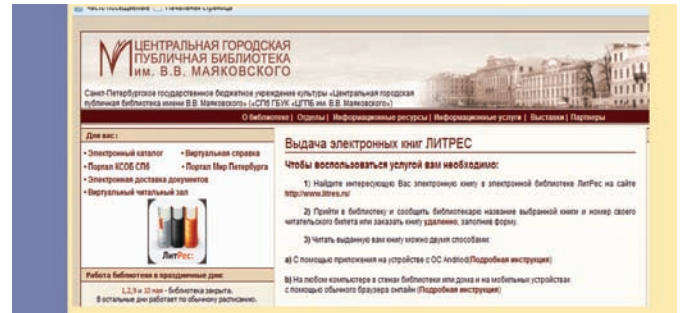 Часто посещаемые Начальная страница
ЦЕНТРАЛЬНАЯ ГОРОДСКАЯ
ПУБЛИЧНАЯ БИБЛИОТЕКА
ИМ. В.В. МАЯКОВСКОГО
Санкт-Петербургское государственное бюджетное учреждение культуры «Центральная городская
публичная библиотека имени В.В. Маяковского» («СПб ГБУК «ЦГПБ им. В.В. Маяковского»)
О библиотеке | Отделы | Информационные ресурсы | Информационные услуги | Выставки | Партнеры
Для вас:
• Электронный каталог • Виртуальная справка
• Портал КСОБ СПб • Портал Мир Петербурга
• Электронная доставка документов
• Виртуальный читальный зал
ЛитРес:
Работа библиотеки в праздничные дни:
1,2,9 и 10 мая - библиотека закрыта.
В остальные дни работает по обычному расписанию.
Выдача электронных книг ЛИТРЕС
Чтобы воспользоваться услугой вам необходимо:
1) Найдите интересующую Вас электронную книгу в электронной библиотеке ЛитРес на сайте
http://www.litres.ru/
2) Прийти в библиотеку и сообщить библиотекарю название выбранной книги и номер своего
читательского билета или заказать книгу удаленно, заполнив форму.
3) Читать выданную вам книгу можно двумя способами:
a) С помощью приложения на устройстве с ОС Andriod(Подробная инструкция)
b) На любом компьютере в стенах библиотеки или дома и на мобильных устройствах
с помощью обычного браузера онлайн (Подробная инструкция)